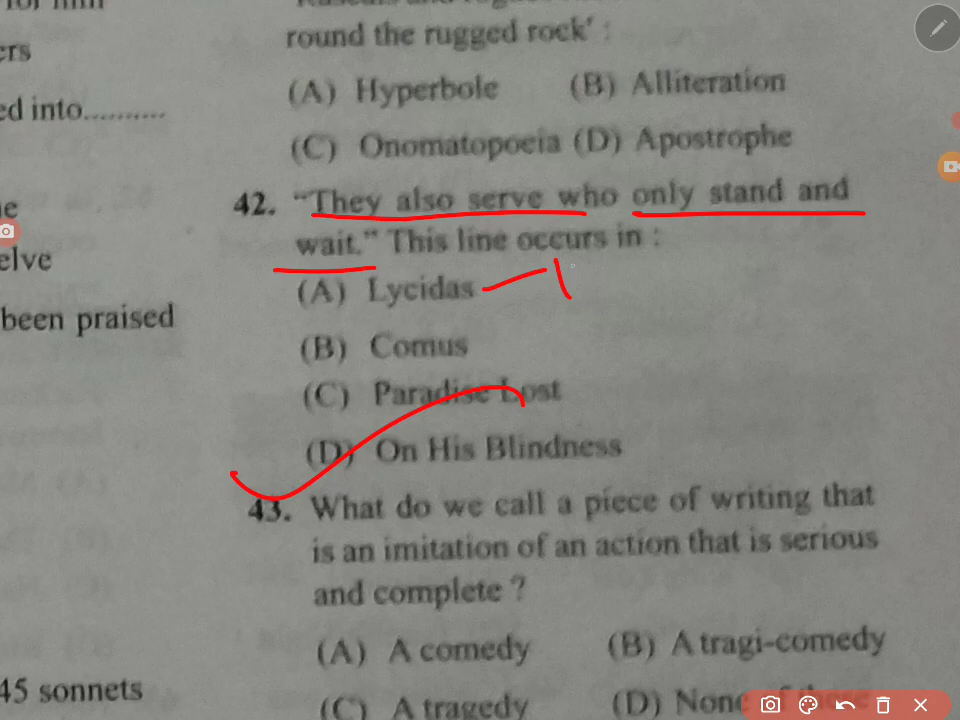 ers
ed into..........
elve
been praised
45 sonnets
round the rugged rock' :
(A) Hyperbole (B) Alliteration
(C) Onomatopoeia (D) Apostrophe
42. "They also serve who only stand and
wait." This line occurs in :
(A) Lycidas
(B) Comus
(C) Paradise Lost
(D) On His Blindness
43. What do we call a piece of writing that
is an imitation of an action that is serious
and complete ?
(A) A comedy (B) A tragi-comedy
(C) A tragedy (D) None of these